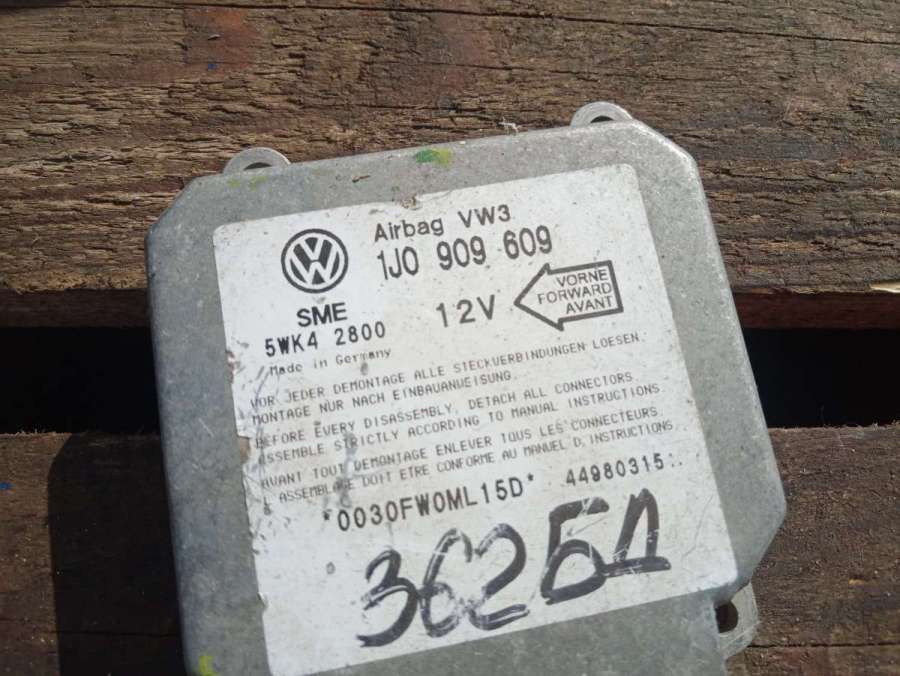 Airbag VW3
1J0 909 609
SME
12V
VORNE
FORWARD
AVANT
5WK4 2800
Made in Germany
VOR JEDER DEMONTAGE ALLE STECKVERBINDUNGEN LOESEN.
MONTAGE NUR NACH EINBAUANWEISUNG.
BEFORE EVERY DISASSEMBLY, DETACH ALL CONNECTORS.
ASSEMBLE STRICTLY ACCORDING TO MANUAL INSTRUCTIONS.
AVANT TOUT DEMONTAGE ENLEVER TOUS LES CONNECTEURS.
ASSEMBLAGE DOIT ETRE CONFORME AU MANUEL D, INSTRUCTIONS.
*0030FW0ML15D* 44980315
362БД